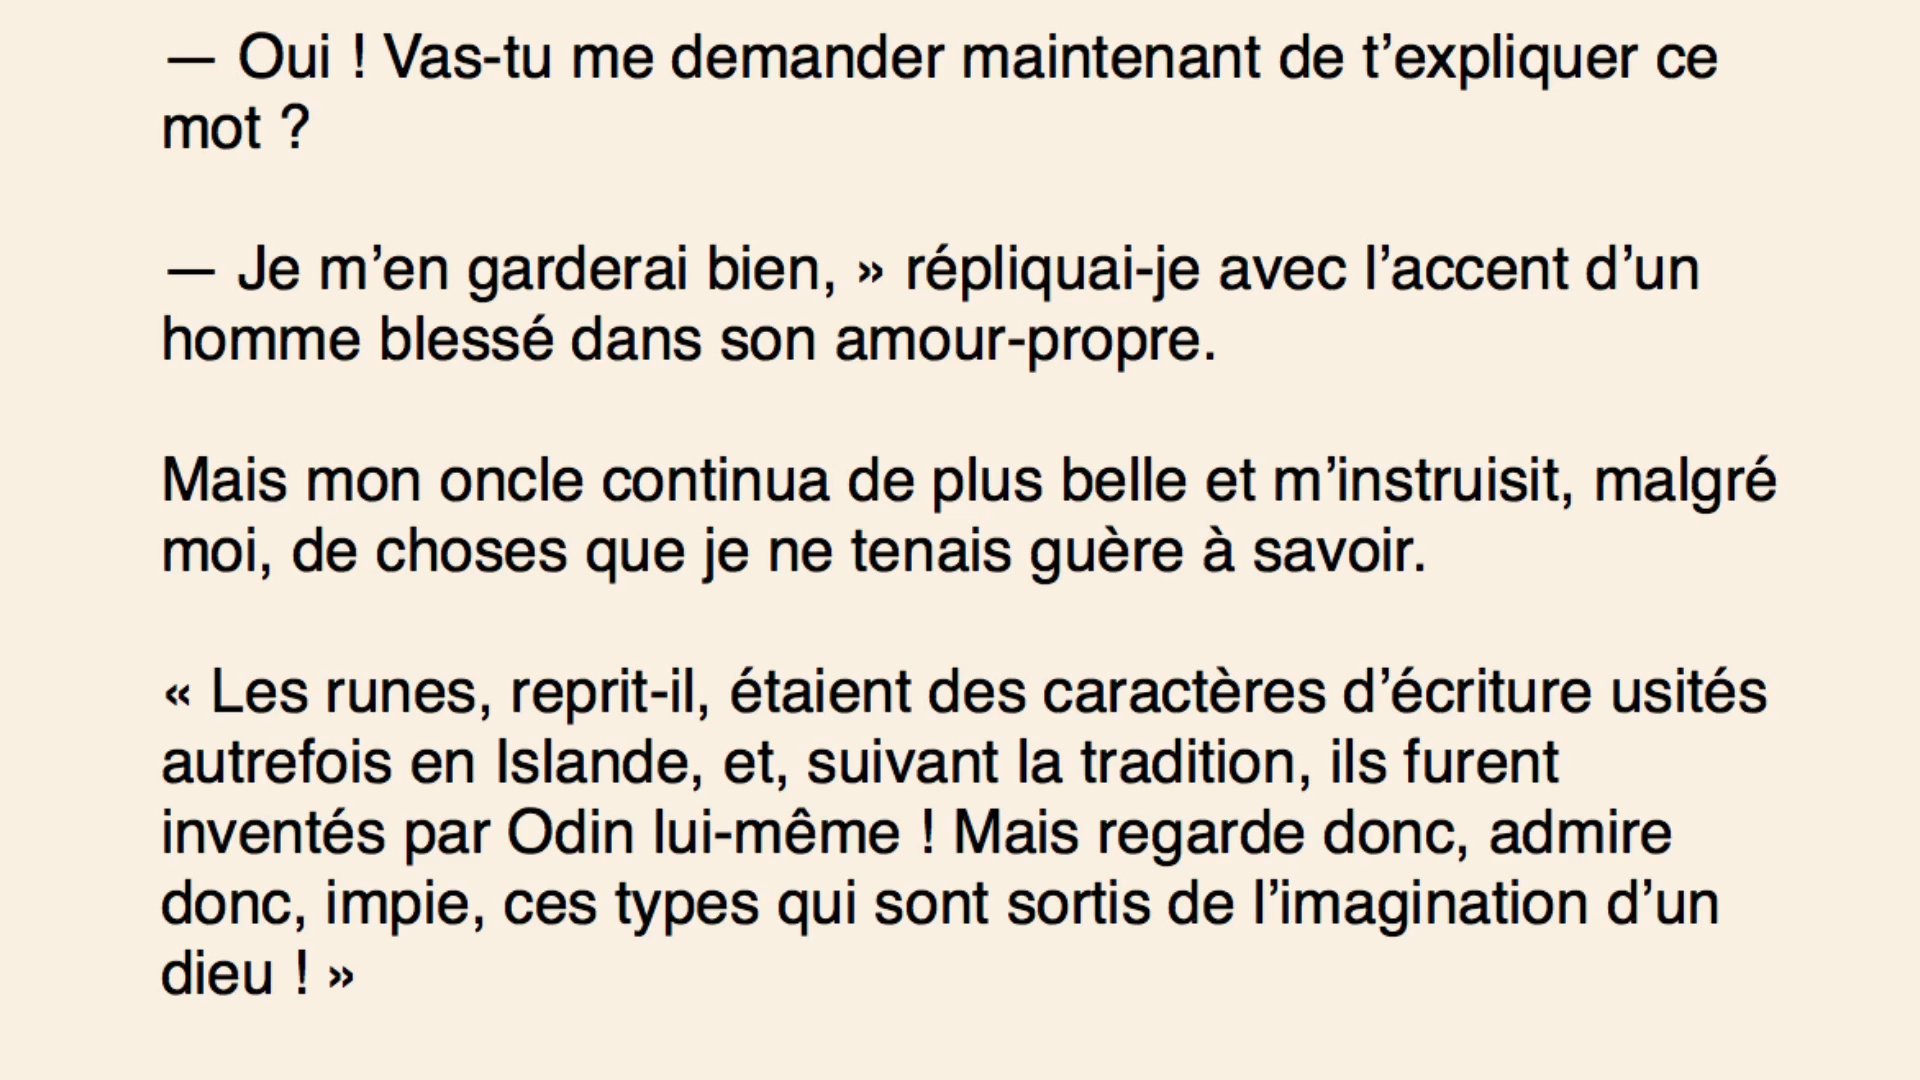 — Oui ! Vas-tu me demander maintenant de t’expliquer ce
mot ?
— Je m’en garderai bien, » répliquai-je avec l’accent d’un
homme blessé dans son amour-propre.
Mais mon oncle continua de plus belle et m’instruisit, malgré
moi, de choses que je ne tenais guère à savoir.
« Les runes, reprit-il, étaient des caractères d’écriture usités
autrefois en Islande, et, suivant la tradition, ils furent
inventés par Odin lui-même ! Mais regarde donc, admire
donc, impie, ces types qui sont sortis de l’imagination d’un
dieu ! »